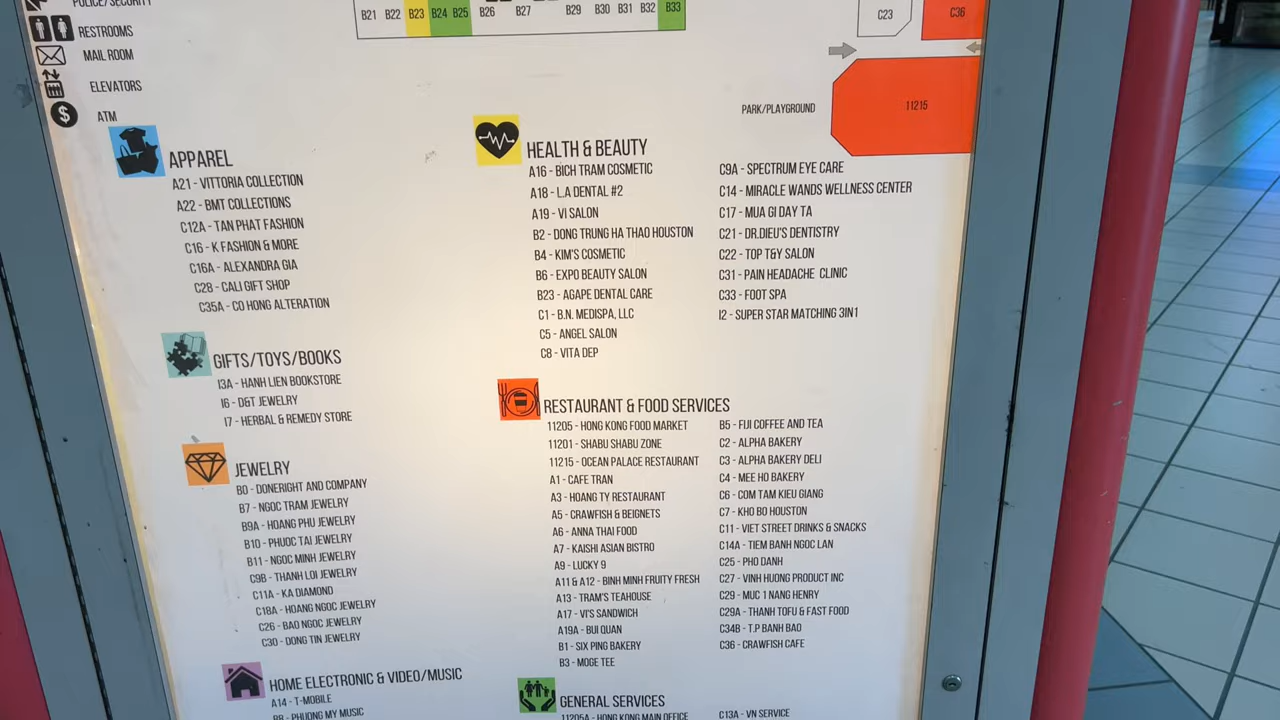 POLICE/SECURITY
RESTROOMS
MAIL ROOM
ELEVATORS
$
ATM
B21 B22 B23 B24 B25 B26 B27 B29 B30 B31 B32 B33
C23
C36
PARK/PLAYGROUND
11215
APPAREL
A21 - VITTORIA COLLECTION
A22 - BMT COLLECTIONS
C12A - TAN PHAT FASHION
C16 - K FASHION & MORE
C16A - ALEXANDRA GIA
C28 - CALI GIFT SHOP
C35A - CO HONG ALTERATION
GIFTS/TOYS/BOOKS
I3A - HANH LIEN BOOKSTORE
I6 - D&T JEWELRY
I7 - HERBAL & REMEDY STORE
JEWELRY
B0 - DONERIGHT AND COMPANY
B7 - NGOC TRAM JEWELRY
B9A - HOANG PHU JEWELRY
B10 - PHUOC TAI JEWELRY
B11 - NGOC MINH JEWELRY
C9B - THANH LOI JEWELRY
C11A - KA DIAMOND
C18A - HOANG NGOC JEWELRY
C26 - BAO NGOC JEWELRY
C30 - DONG TIN JEWELRY
HOME ELECTRONIC & VIDEO/MUSIC
A14 - T-MOBILE
B8 - PHUONG MY MUSIC
HEALTH & BEAUTY
A16 - BICH TRAM COSMETIC
A18 - L.A DENTAL #2
A19 - VI SALON
B2 - DONG TRUNG HA THAO HOUSTON
B4 - KIM'S COSMETIC
B6 - EXPO BEAUTY SALON
B23 - AGAPE DENTAL CARE
C1 - B.N. MEDISPA, LLC
C5 - ANGEL SALON
C8 - VITA DEP
C9A - SPECTRUM EYE CARE
C14 - MIRACLE WANDS WELLNESS CENTER
C17 - MUA GI DAY TA
C21 - DR.DIEU'S DENTISTRY
C22 - TOP T&Y SALON
C31 - PAIN HEADACHE CLINIC
C33 - FOOT SPA
I2 - SUPER STAR MATCHING 3IN1
RESTAURANT & FOOD SERVICES
11205 - HONG KONG FOOD MARKET
11201 - SHABU SHABU ZONE
11215 - OCEAN PALACE RESTAURANT
A1 - CAFE TRAN
A3 - HOANG TY RESTAURANT
A5 - CRAWFISH & BEIGNETS
A6 - ANNA THAI FOOD
A7 - KAISHI ASIAN BISTRO
A9 - LUCKY 9
A11 & A12 - BINH MINH FRUITY FRESH
A13 - TRAM'S TEAHOUSE
A17 - VI'S SANDWICH
A19A - BUI QUAN
B1 - SIX PING BAKERY
B3 - MOGE TEE
B5 - FIJI COFFEE AND TEA
C2 - ALPHA BAKERY
C3 - ALPHA BAKERY DELI
C4 - MEE HO BAKERY
C6 - COM TAM KIEU GIANG
C7 - KHO BO HOUSTON
C11 - VIET STREET DRINKS & SNACKS
C14A - TIEM BANH NGOC LAN
C25 - PHO DANH
C27 - VINH HUONG PRODUCT INC
C29 - MUC 1 NANG HENRY
C29A - THANH TOFU & FAST FOOD
C34B - T.P BANH BAO
C36 - CRAWFISH CAFE
GENERAL SERVICES
11205A - HONG KONG MAIN OFFICE
C13A - VN SERVICE